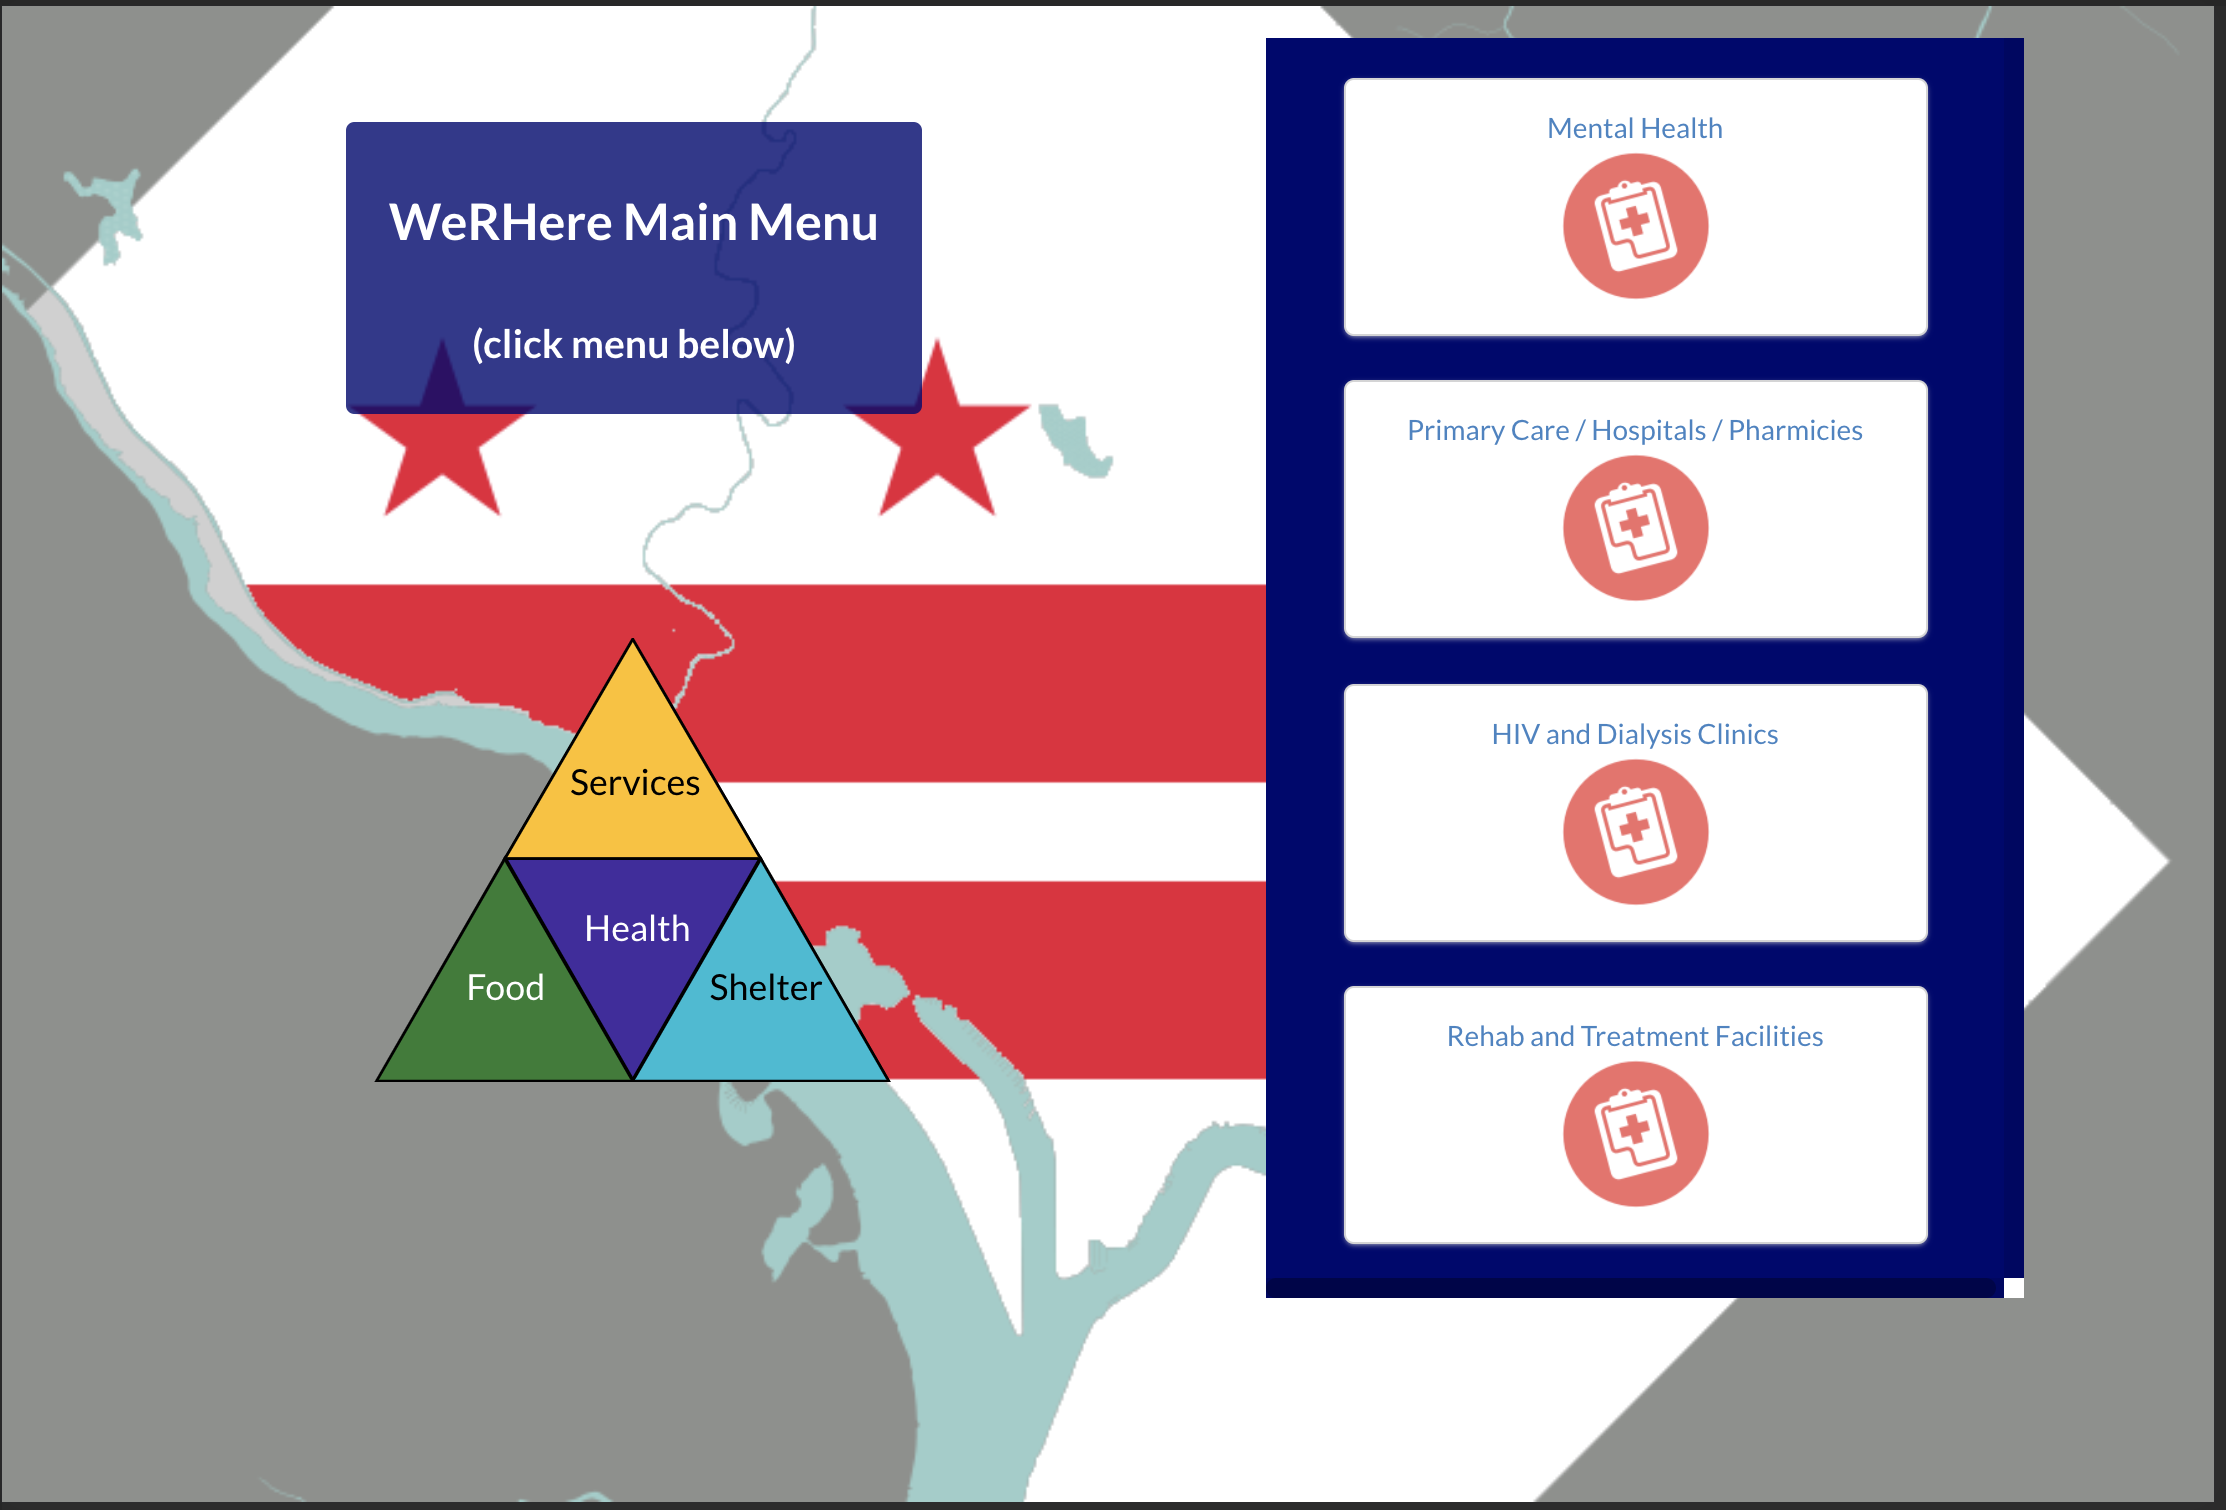 WeRHere Main Menu
(click menu below)
Services
Health
Food
Shelter
Mental Health
Primary Care / Hospitals / Pharmicies
HIV and Dialysis Clinics
Rehab and Treatment Facilities